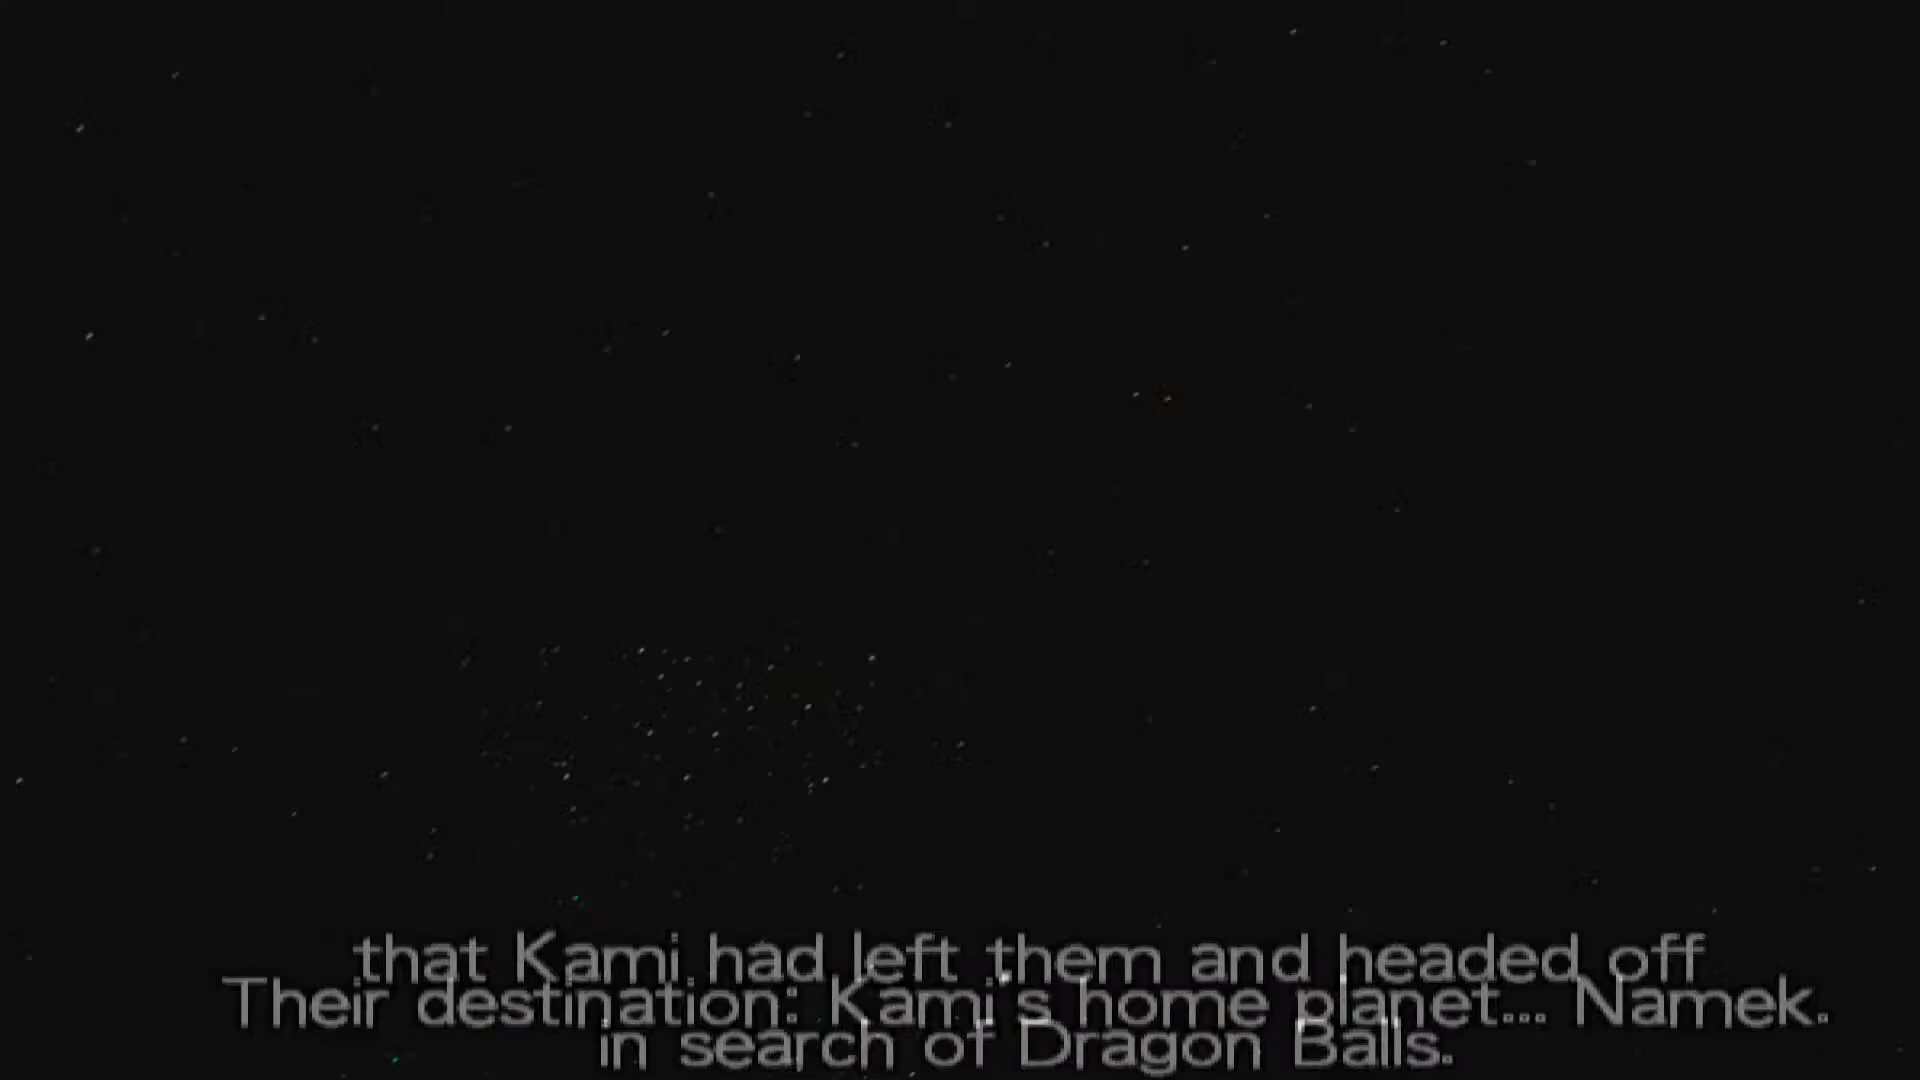 that Kami had left them and headed off
Their destination: Kami's home planet... Namek.
in search of Dragon Balls.